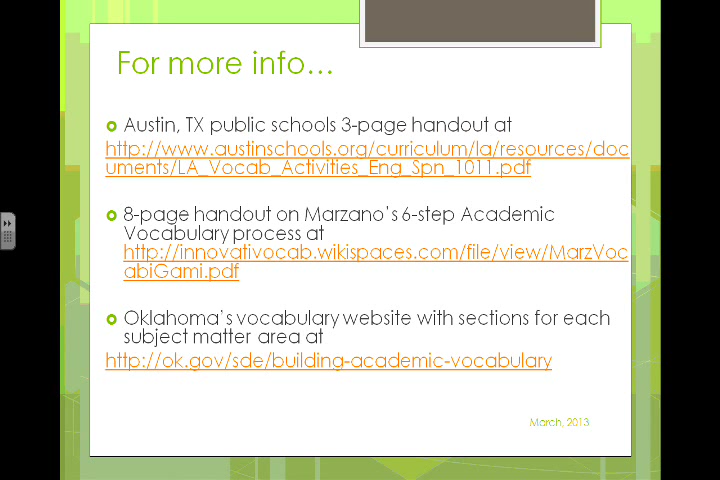 For more info…
Austin, TX public schools 3-page handout at
http://www.austinschools.org/curriculum/la/resources/doc
uments/LA_Vocab_Activities_Eng_Spn_1011.pdf
8-page handout on Marzano's 6-step Academic
Vocabulary process at
http://innovativocab.wikispaces.com/file/view/MarzVoc
abiGami.pdf
Oklahoma's vocabulary website with sections for each
subject matter area at
http://ok.gov/sde/building-academic-vocabulary
March, 2013